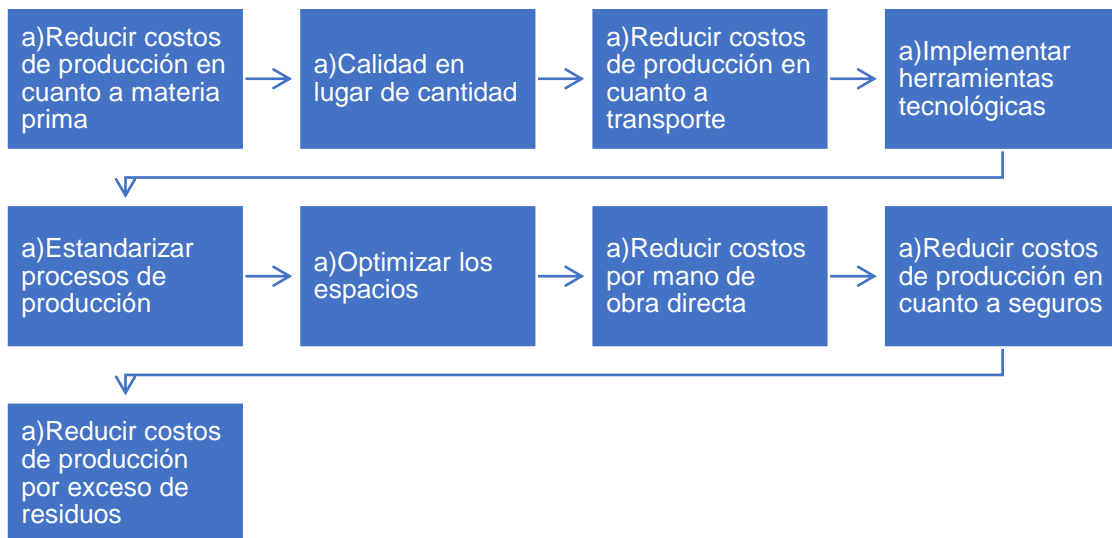 a)Reducir costos
de producción en
cuanto a materia
prima
a)Calidad en
lugar de cantidad
a)Reducir costos
de producción en
cuanto a
transporte
a)Implementar
herramientas
tecnológicas
a)Estandarizar
procesos de
producción
a)Optimizar los
espacios
a)Reducir costos
por mano de
obra directa
a)Reducir costos
de producción en
cuanto a seguros
a)Reducir costos
de producción
por exceso de
residuos